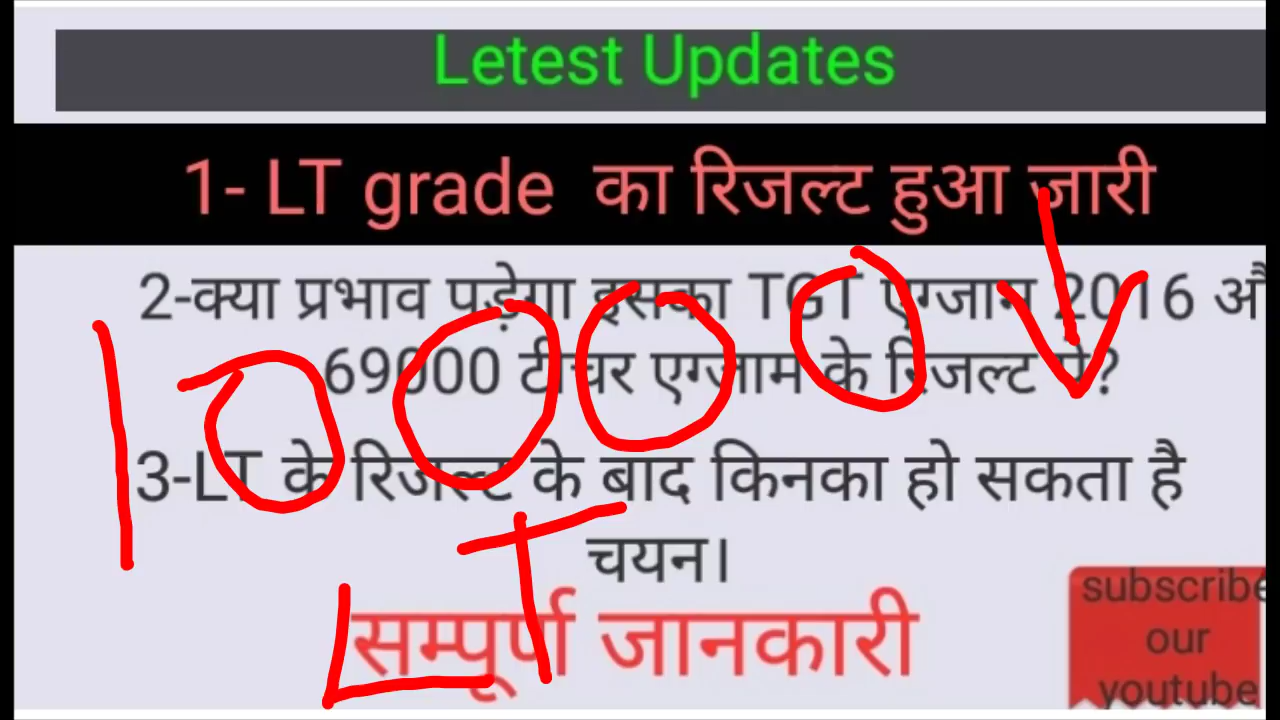 Letest Updates
1- LT grade का रिजल्ट हुआ जारी
2-क्या प्रभाव पड़ेगा इसका TGT एग्जाम 2016 औ
69000 टीचर एग्जाम के रिजल्ट पे?
3-LT के रिजल्ट के बाद किनका हो सकता है
चयन।
सम्पूर्ण जानकारी
subscribe
our
youtube
10000
LT